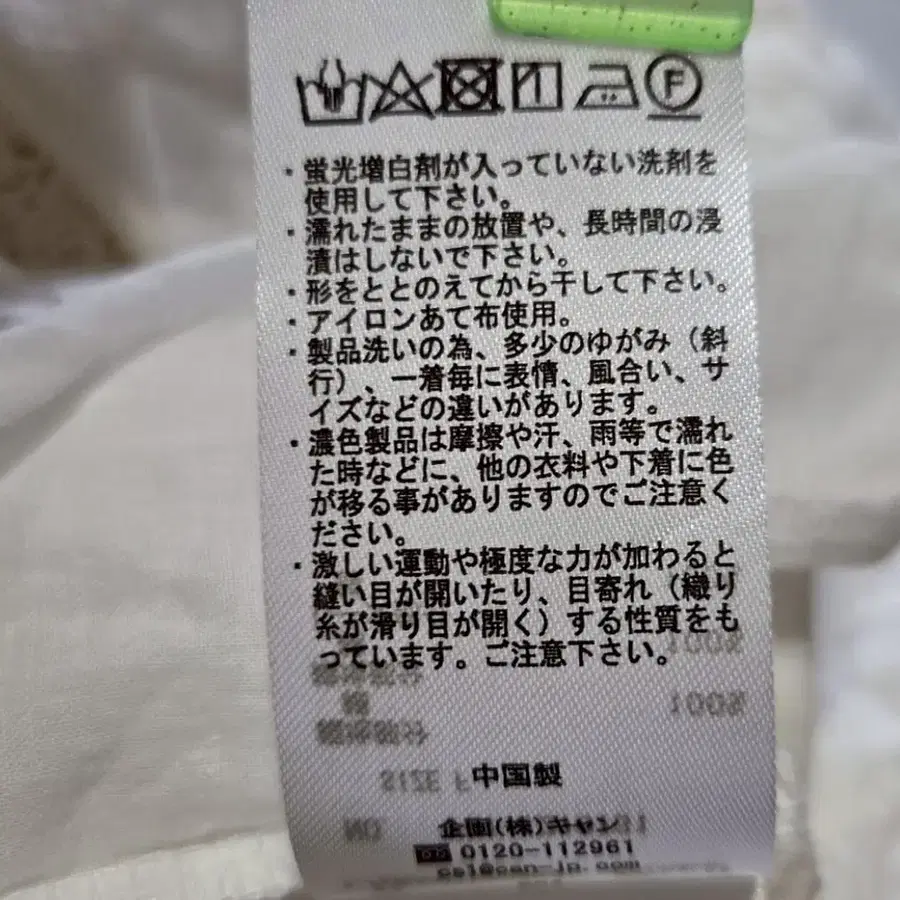 F
・蛍光増白剤が入っていない洗剤を
使用して下さい。
・濡れたままの放置や、長時間の浸
漬はしないで下さい。
・形をととのえてから干して下さい。
・アイロンあて布使用。
・製品洗いの為、多少のゆがみ（斜
行）、一着毎に表情、風合い、サ
イズなどの違いがあります。
・濃色製品は摩擦や汗、雨等で濡れ
た時などに、他の衣料や下着に色
が移る事がありますのでご注意く
ださい。
・激しい運動や極度な力が加わると
縫い目が開いたり、目寄れ（織り
糸が滑り目が開く）する性質をも
っています。ご注意下さい。
100%
100%
SIZE F
中国製
NO.
企画(株)キャン
0120-112961
cs1@can-jp.com